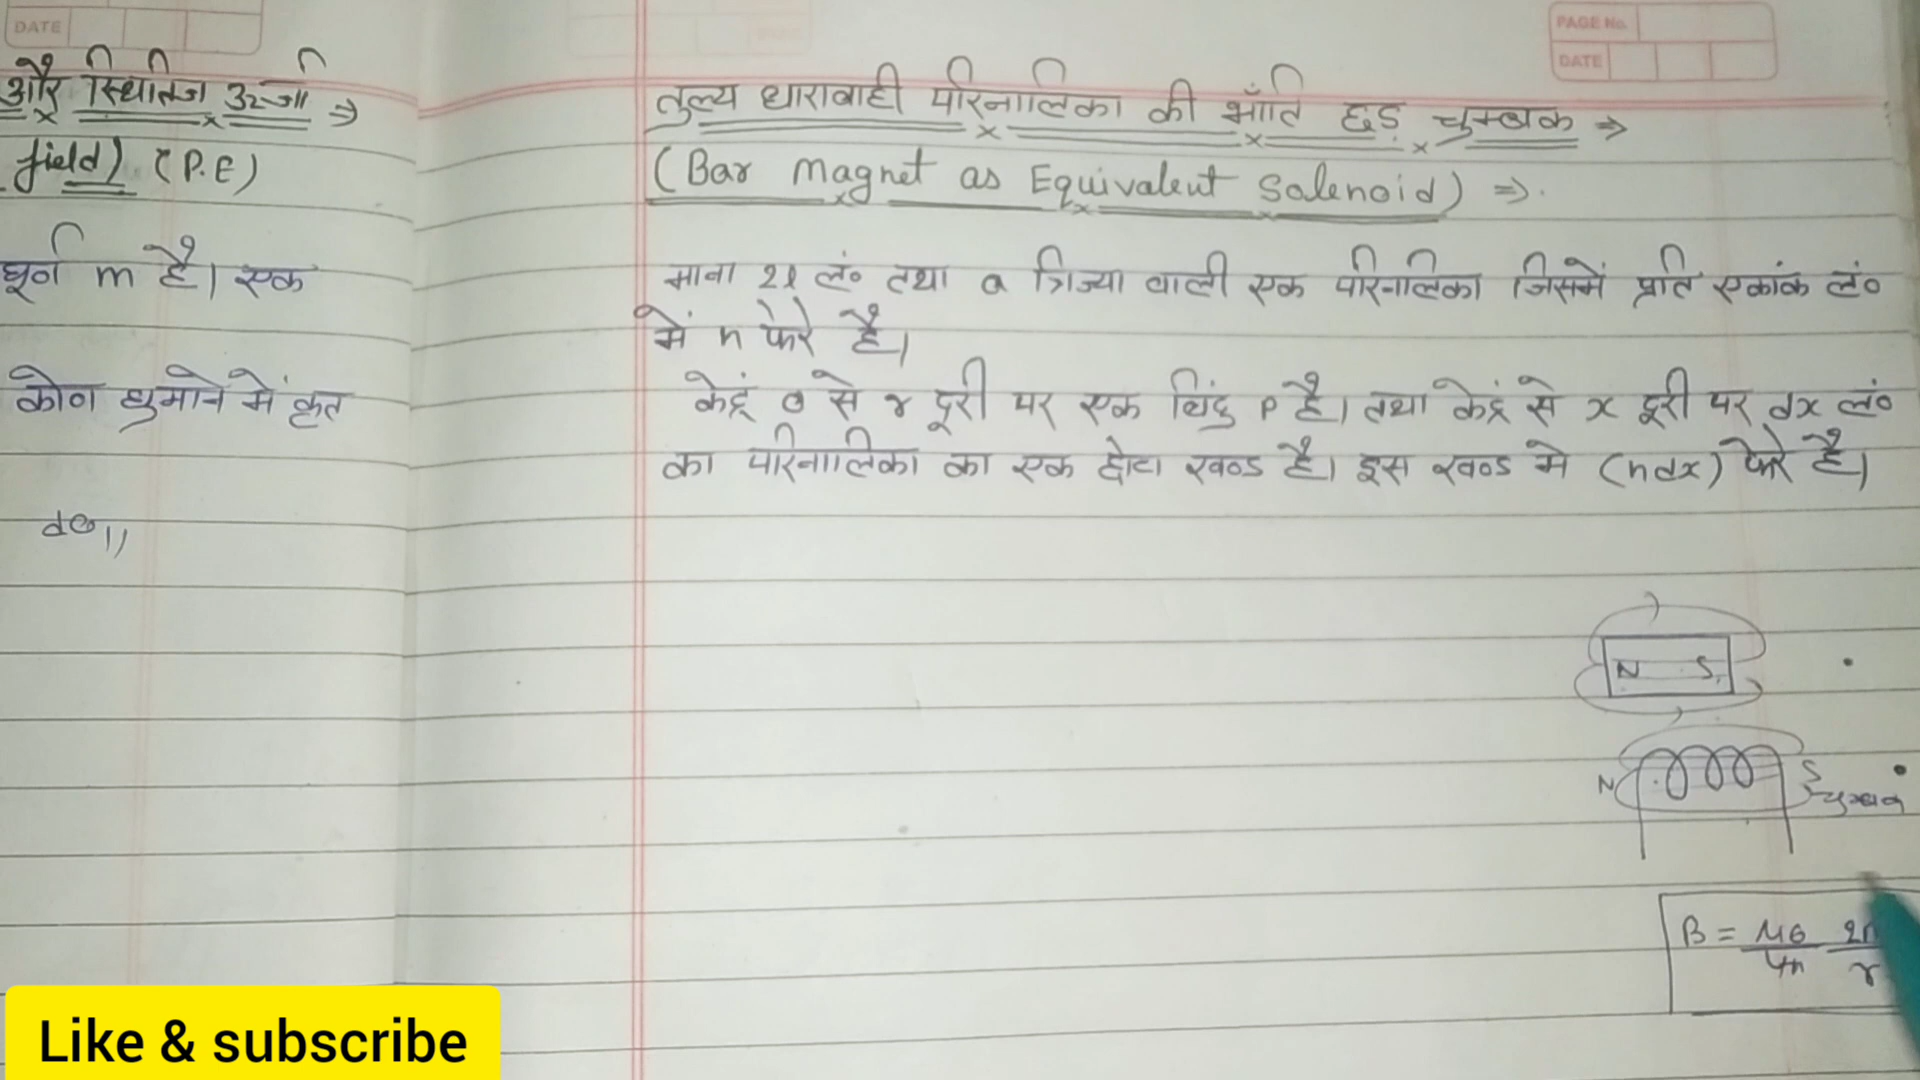 DATE
और स्थितिज ऊर्जा ⇒
field) (P.E)
घूर्ण m है। एक
कोण घुमाने में कृत
dθ ,,
PAGE No.
DATE
तुल्य धारावाही परिनालिका की भाँति छड़ चुम्बक ⇒
(Bar Magnet as Equivalent Solenoid) ⇒.
माना 2l लं० तथा a त्रिज्या वाली एक परिनालिका जिसमें प्रति एकांक लं०
में n फेरे है।
केद्रं O से r दूरी पर एक बिंदु P है। तथा केद्रं से x दूरी पर dx लं०
का परिनालिका का एक छोटा खण्ड है। इस खण्ड मे (ndx) फेरे है।
N S
N S
चुम्बक
B = μ0 2
4π r
Like & subscribe